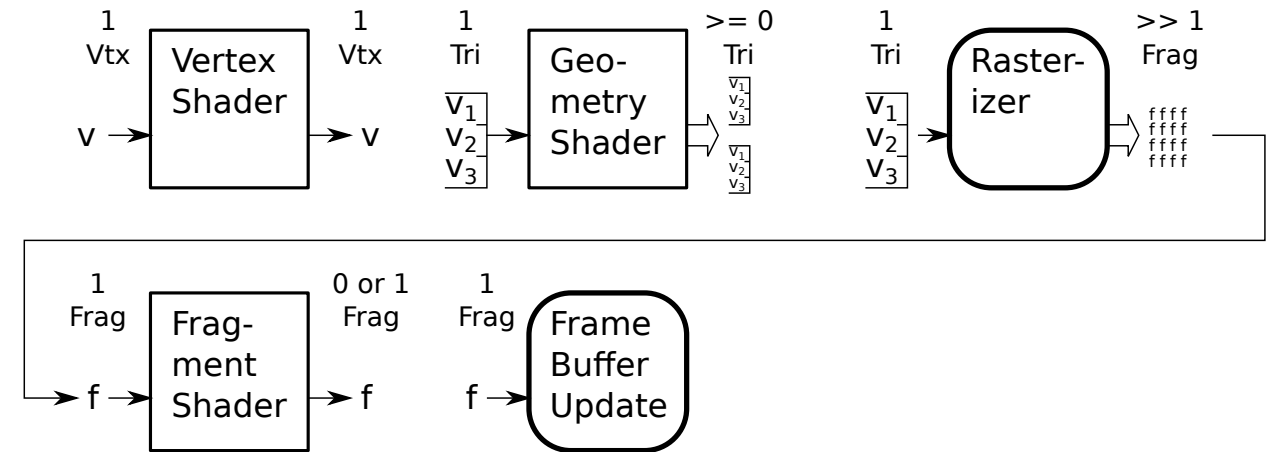 1
Vtx
Vertex
Shader
v
1
Vtx
v
1
Tri
v1
v2
v3
Geo-
metry
Shader
>= 0
Tri
v1
v2
v3
v1
v2
v3
1
Tri
v1
v2
v3
Raster-
izer
>> 1
Frag
f f f f
f f f f
f f f f
f f f f
1
Frag
f
Frag-
ment
Shader
0 or 1
Frag
f
1
Frag
f
Frame
Buffer
Update